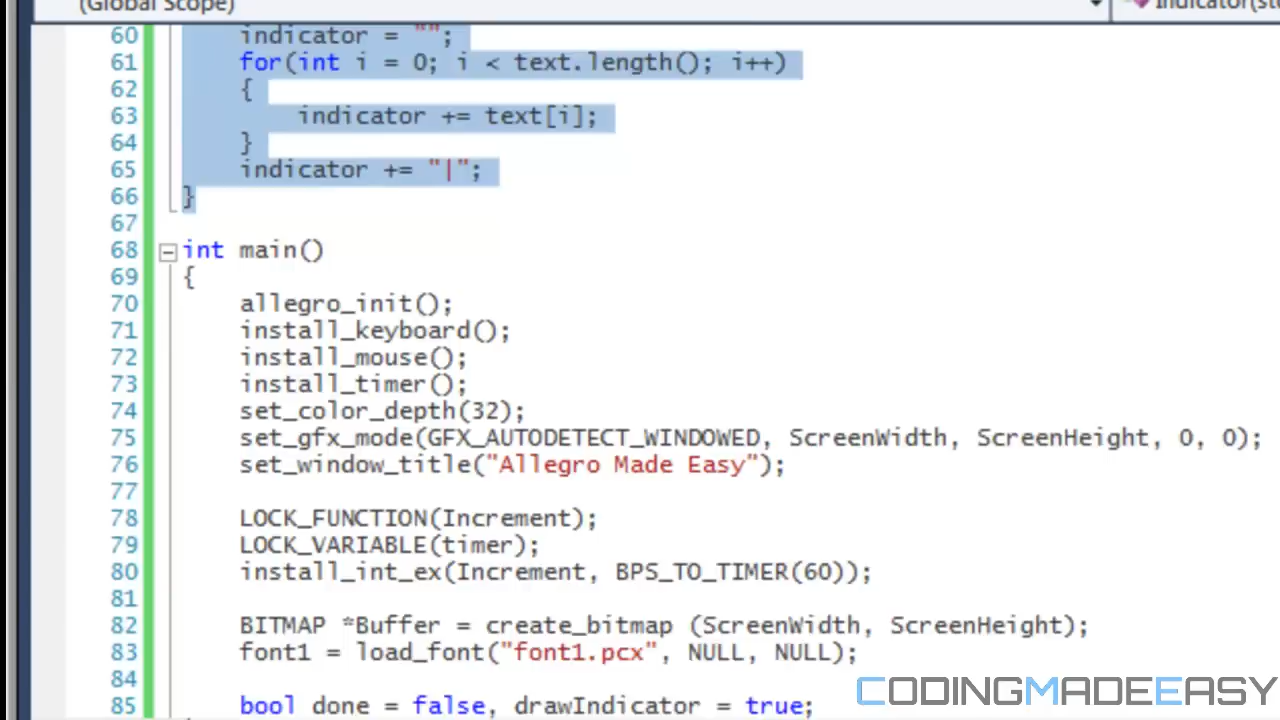 (Global Scope)
60 indicator = "";
61 for(int i = 0; i < text.length(); i++)
62 {
63 indicator += text[i];
64 }
65 indicator += "|";
66 }
67
68 int main()
69 {
70 allegro_init();
71 install_keyboard();
72 install_mouse();
73 install_timer();
74 set_color_depth(32);
75 set_gfx_mode(GFX_AUTODETECT_WINDOWED, ScreenWidth, ScreenHeight, 0, 0);
76 set_window_title("Allegro Made Easy");
77
78 LOCK_FUNCTION(Increment);
79 LOCK_VARIABLE(timer);
80 install_int_ex(Increment, BPS_TO_TIMER(60));
81
82 BITMAP *Buffer = create_bitmap (ScreenWidth, ScreenHeight);
83 font1 = load_font("font1.pcx", NULL, NULL);
84
85 bool done = false, drawIndicator = true;
CODINGMADEEASY